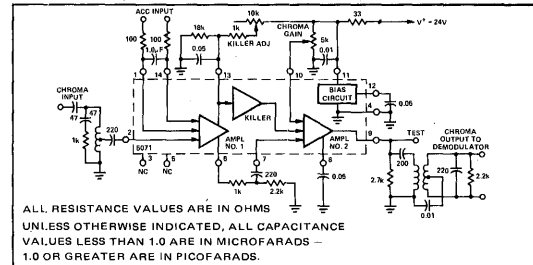 ACC INPUT
100
100
1.0µF
18k
0.05
1k
10k
KILLER ADJ
CHROMA
GAIN
5k
0.01
33
V+ - 24V
1
14
13
10
11
BIAS
CIRCUIT
12
0.05
4
CHROMA
INPUT
47
47
1k
220
2
KILLER
AMPL
NO. 1
AMPL
NO. 2
9
TEST
CHROMA
OUTPUT TO
DEMODULATOR
5071
3
NC
5
NC
6
7
8
1k
220
2.2k
0.05
2.7k
200
220
2.2k
0.01
ALL RESISTANCE VALUES ARE IN OHMS
UNLESS OTHERWISE INDICATED, ALL CAPACITANCE
VALUES LESS THAN 1.0 ARE IN MICROFARADS —
1.0 OR GREATER ARE IN PICOFARADS.